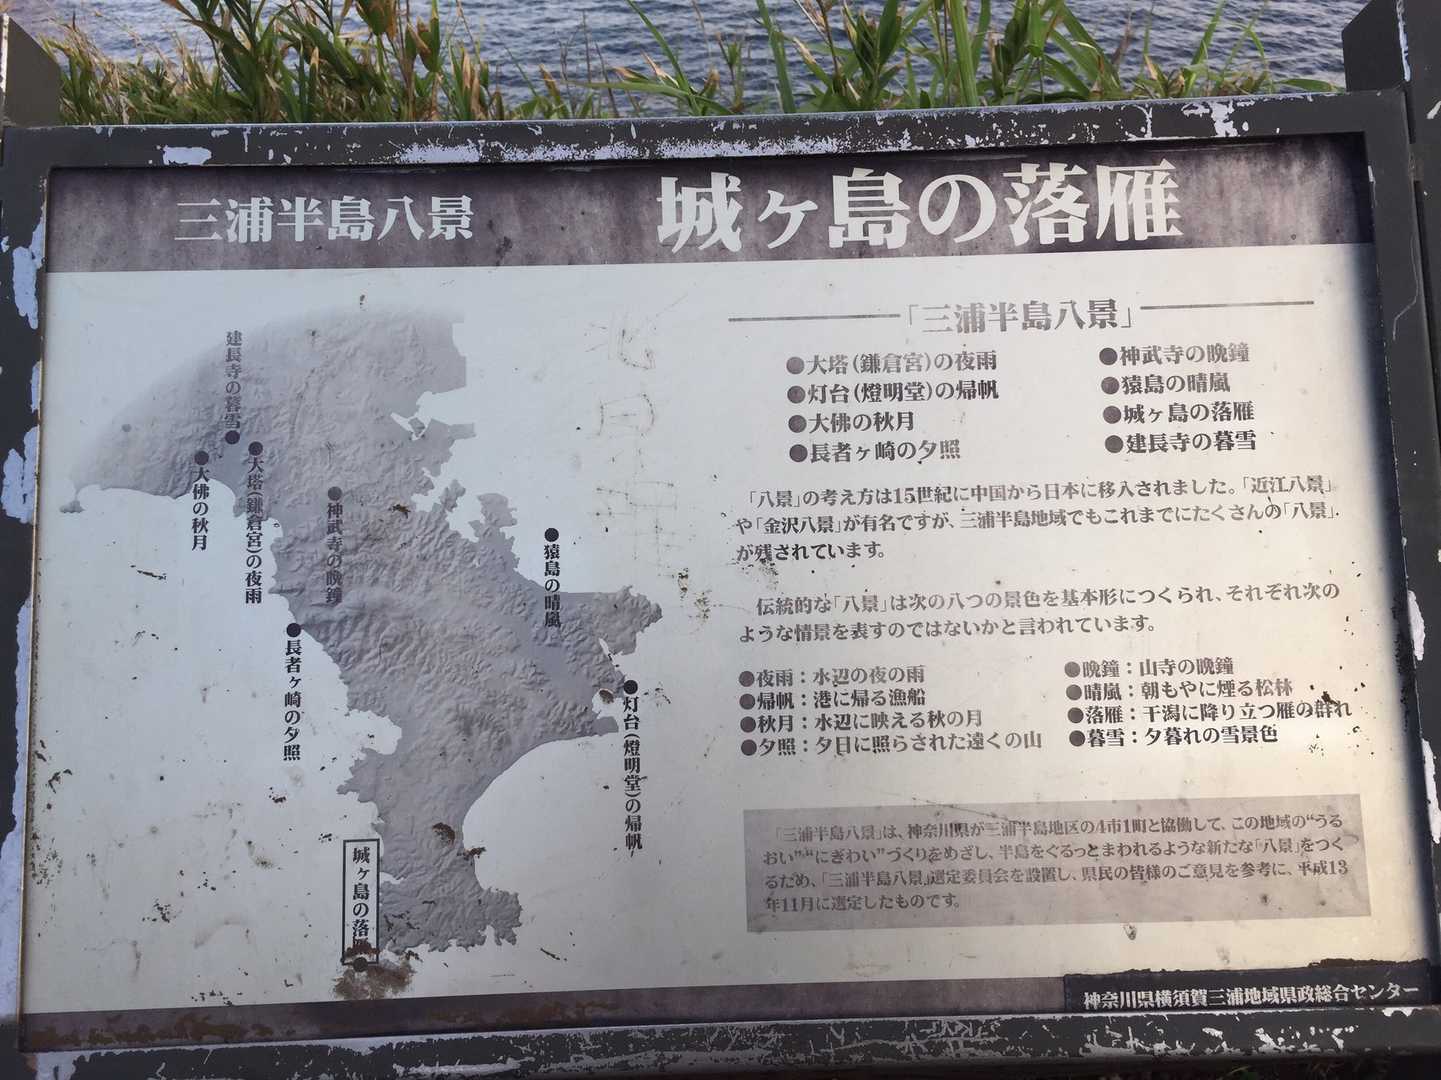 三浦半島八景
城ヶ島の落雁
建長寺の暮雪
大塔(鎌倉宮)の夜雨
大佛の秋月
神武寺の晩鐘
猿島の晴嵐
長者ヶ崎の夕照
灯台(燈明堂)の帰帆
城ヶ島の落雁
「三浦半島八景」
●大塔(鎌倉宮)の夜雨
●灯台(燈明堂)の帰帆
●大佛の秋月
●長者ヶ崎の夕照
●神武寺の晩鐘
●猿島の晴嵐
●城ヶ島の落雁
●建長寺の暮雪
「八景」の考え方は15世紀に中国から日本に移入されました。「近江八景」
や「金沢八景」が有名ですが、三浦半島地域でもこれまでにたくさんの「八景」
が残されています。
伝統的な「八景」は次の八つの景色を基本形につくられ、それぞれ次の
ような情景を表すのではないかと言われています。
●夜雨：水辺の夜の雨
●帰帆：港に帰る漁船
●秋月：水辺に映える秋の月
●夕照：夕日に照らされた遠くの山
●晩鐘：山寺の晩鐘
●晴嵐：朝もやに煙る松林
●落雁：干潟に降り立つ雁の群れ
●暮雪：夕暮れの雪景色
「三浦半島八景」は、神奈川県が三浦半島地区の4市1町と協働して、この地域の“うる
おい”“にぎわい”づくりをめざし、半島をぐるっとまわれるような新たな「八景」をつく
るため、「三浦半島八景」選定委員会を設置し、県民の皆様のご意見を参考に、平成13
年11月に選定したものです。
神奈川県横須賀三浦地域県政総合センター